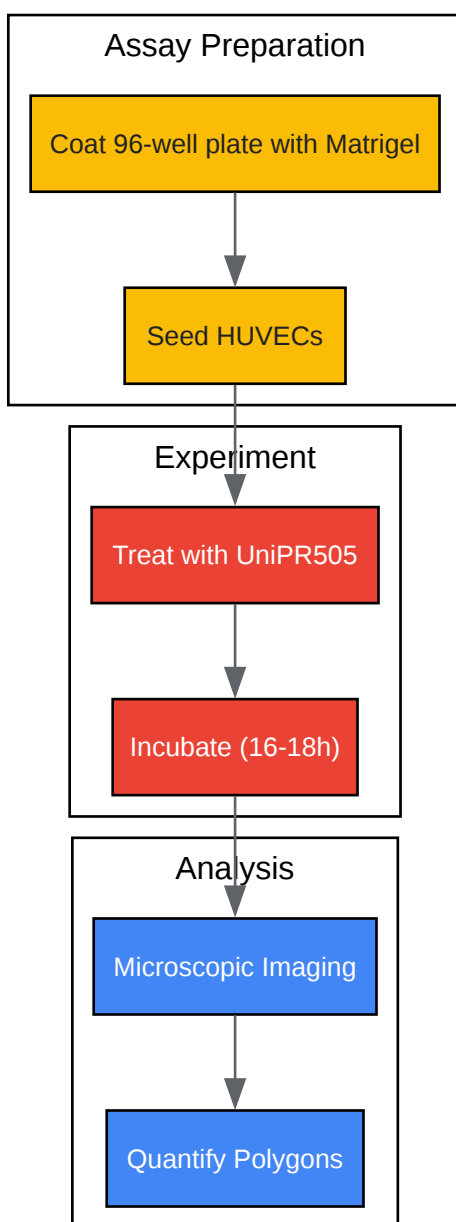 Assay Preparation
Coat 96-well plate with Matrigel
Seed HUVECs
Experiment
Treat with UniPR505
Incubate (16-18h)
Analysis
Microscopic Imaging
Quantify Polygons